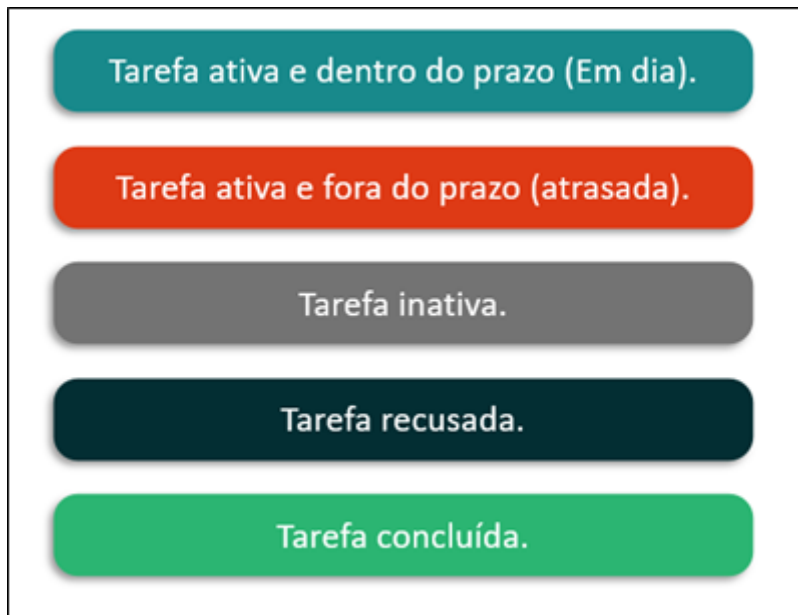 Tarefa ativa e dentro do prazo (Em dia).
Tarefa ativa e fora do prazo (atrasada).
Tarefa inativa.
Tarefa recusada.
Tarefa concluída.